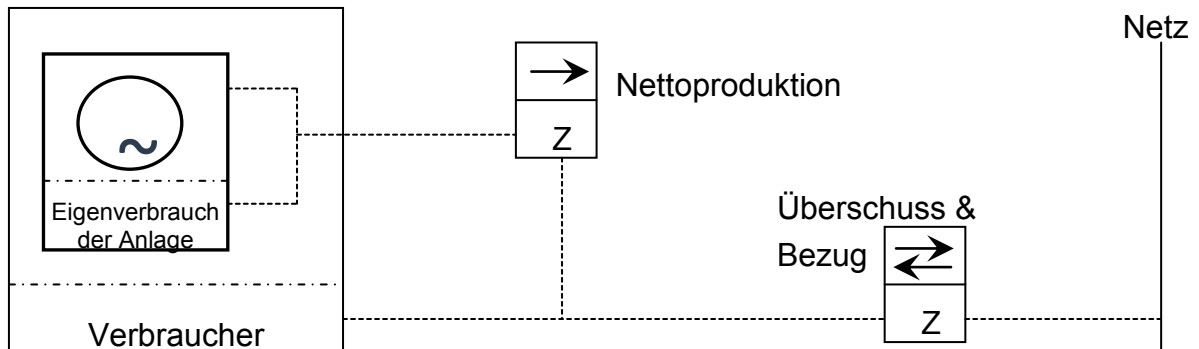 Netz
Nettoproduktion
Z
Eigenverbrauch
der Anlage
Überschuss &
Bezug
Z
Verbraucher